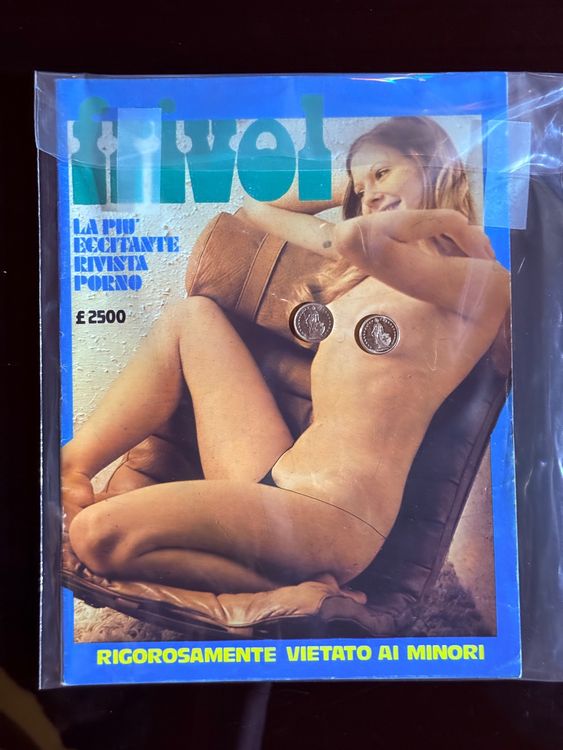 frivol
LA PIU'
ECCITANTE
RIVISTA
PORNO
£ 2500
RIGOROSAMENTE VIETATO AI MINORI